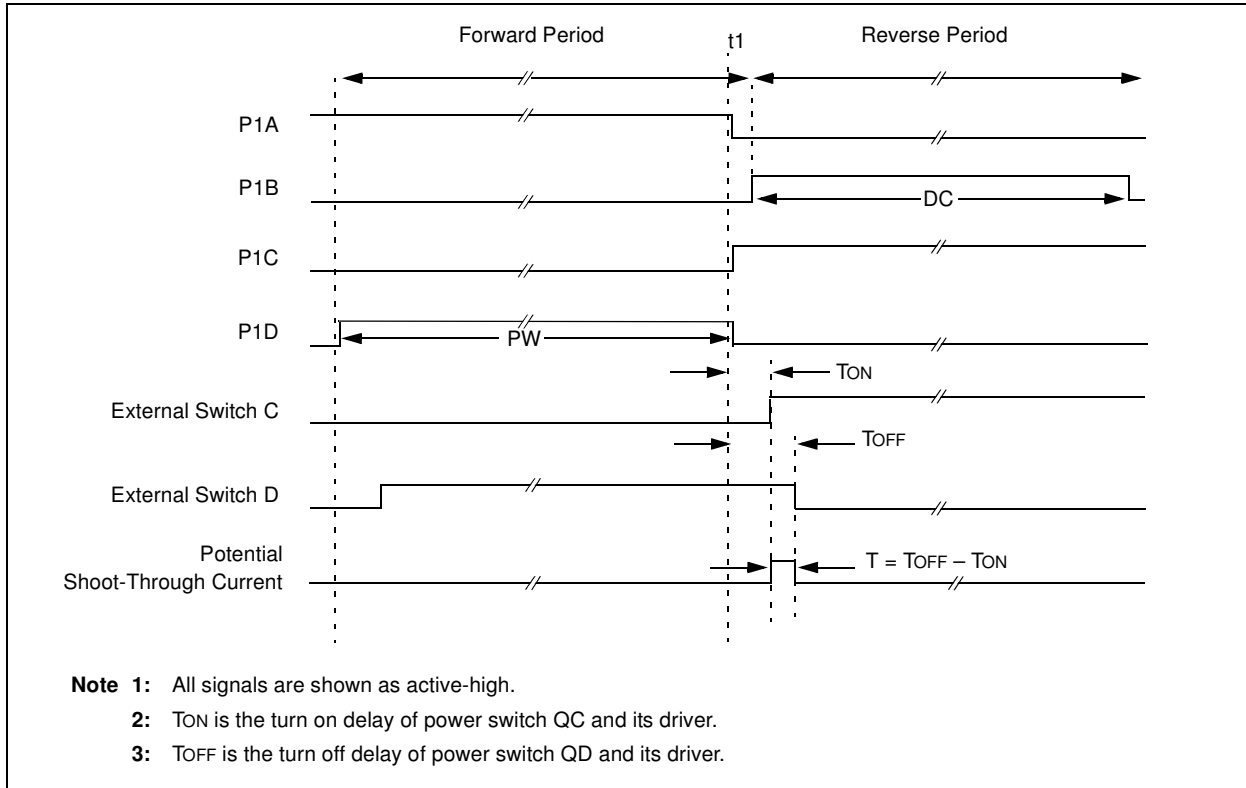 Forward Period
t1
Reverse Period
P1A
P1B
DC
P1C
P1D
PW
TON
External Switch C
TOFF
External Switch D
Potential
Shoot-Through Current
T = TOFF – TON
Note 1: All signals are shown as active-high.
2: TON is the turn on delay of power switch QC and its driver.
3: TOFF is the turn off delay of power switch QD and its driver.